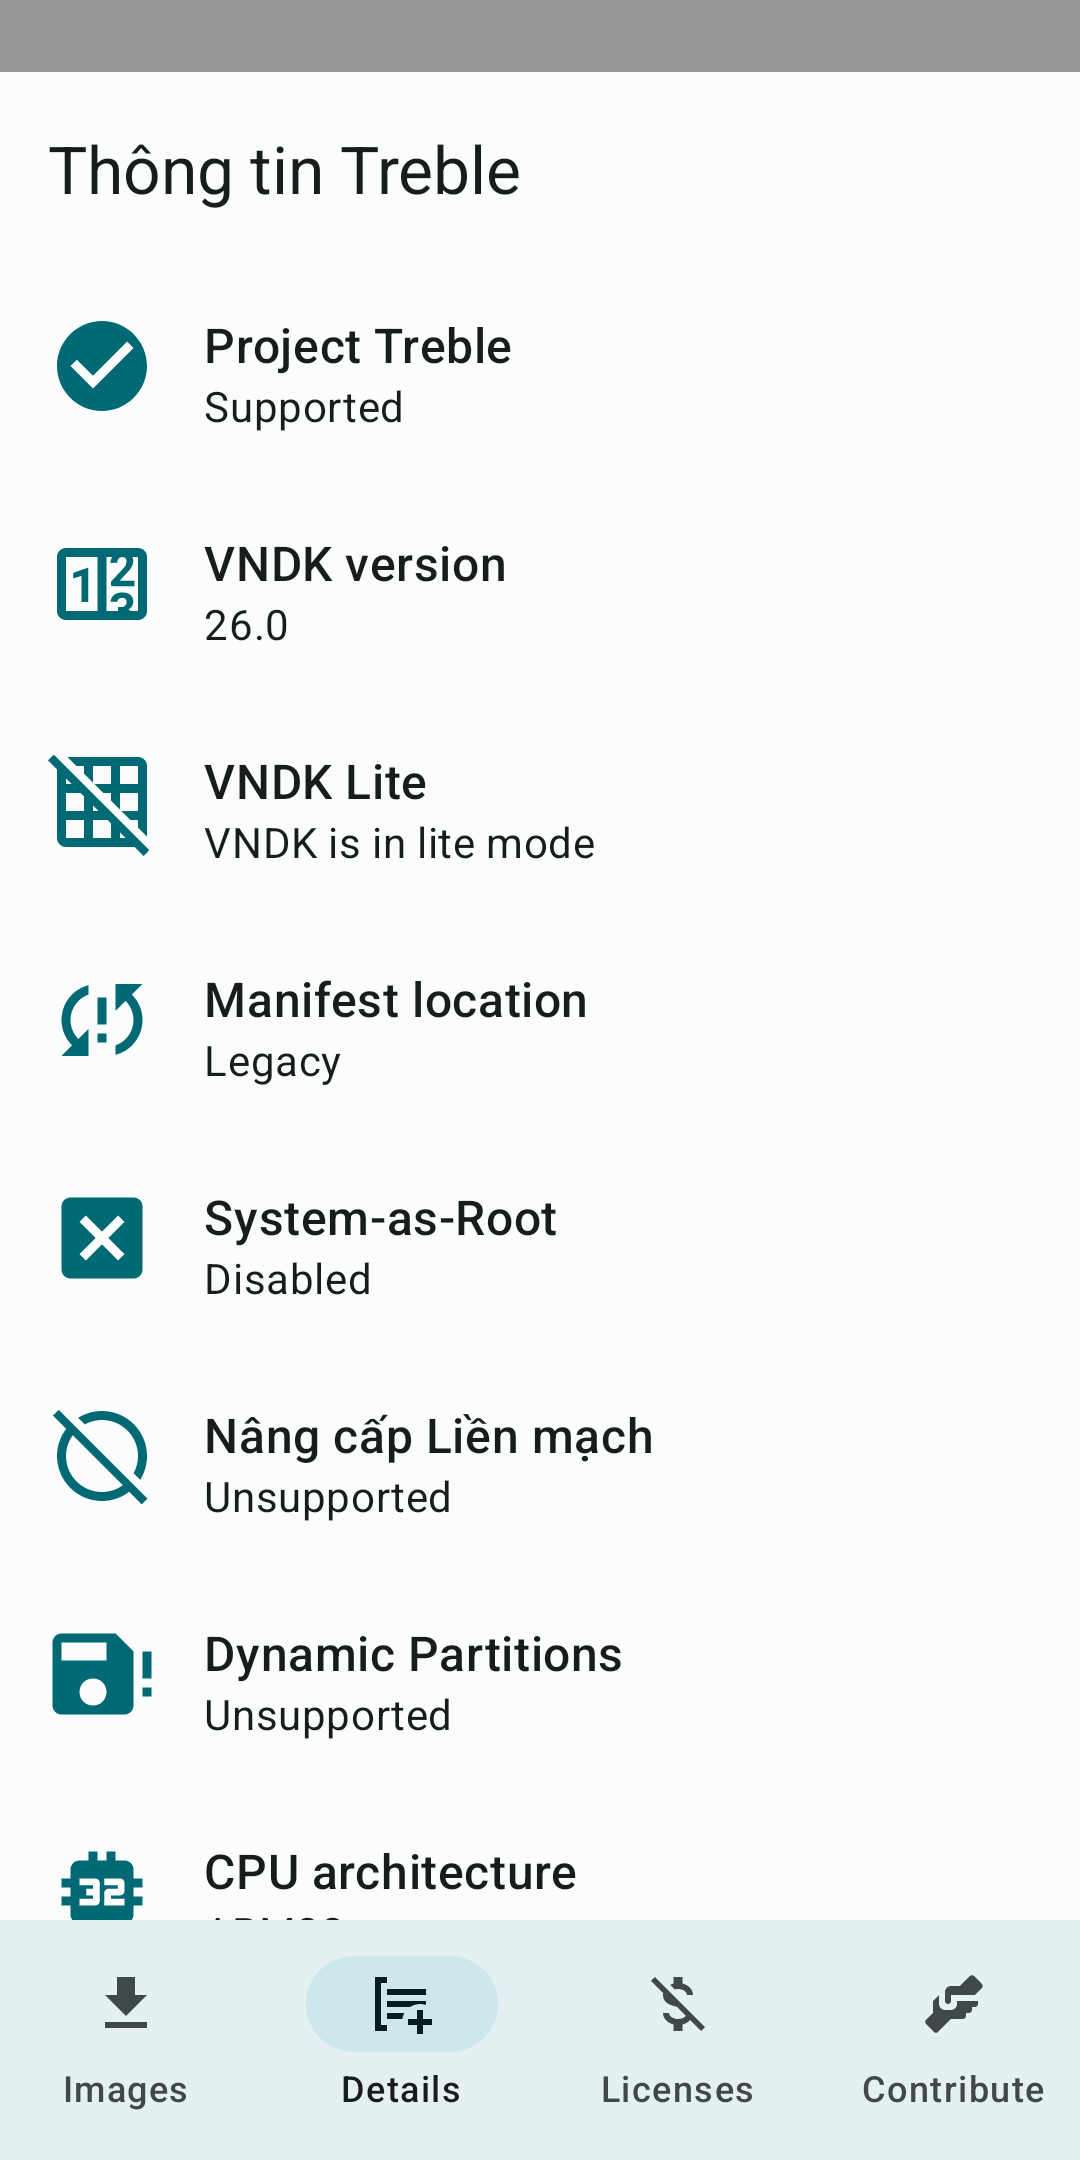 Thông tin Treble
Project Treble
Supported
VNDK version
26.0
VNDK Lite
VNDK is in lite mode
Manifest location
Legacy
System-as-Root
Disabled
Nâng cấp Liền mạch
Unsupported
Dynamic Partitions
Unsupported
CPU architecture
Images
Details
Licenses
Contribute